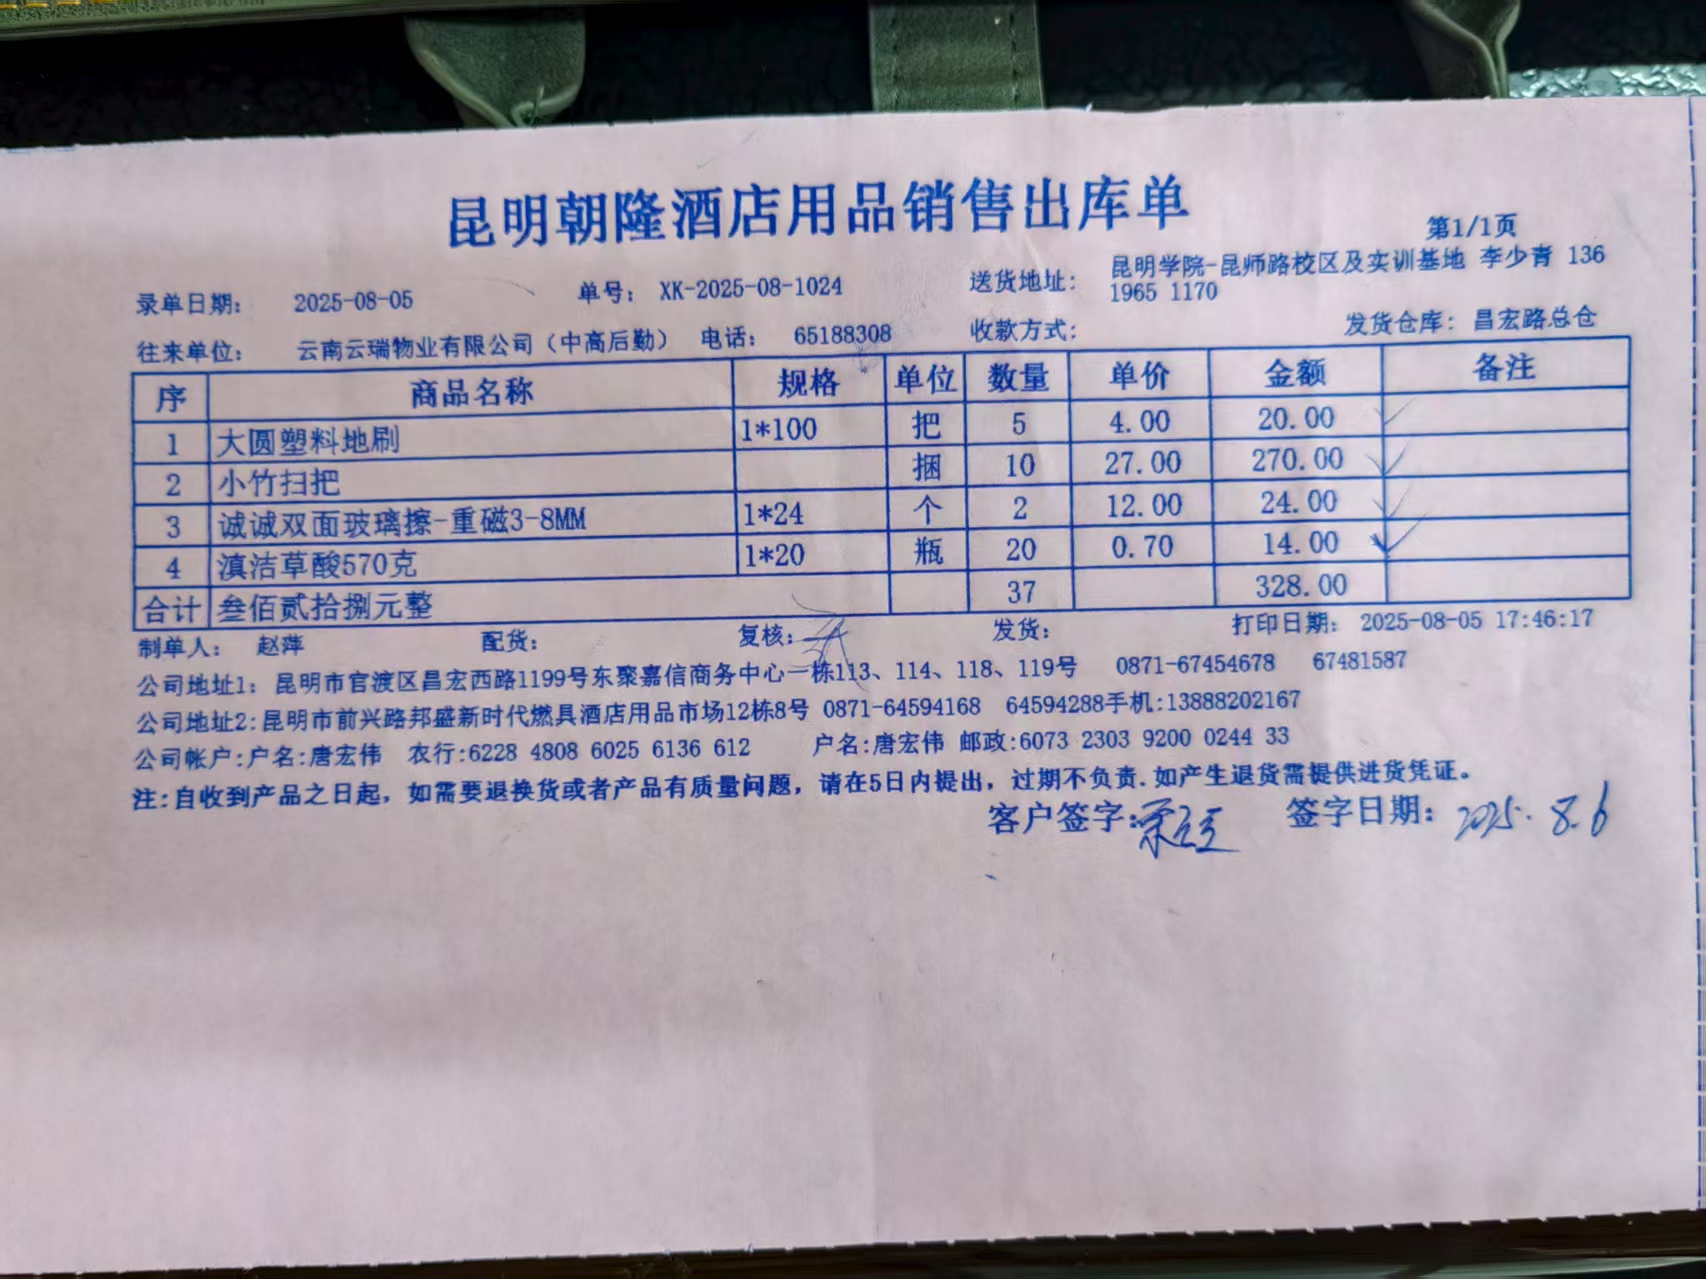 昆明朝隆酒店用品销售出库单
第1/1页
录单日期： 2025-08-05 单号： XK-2025-08-1024 送货地址： 昆明学院-昆师路校区及实训基地 李少青 136
1965 1170
往来单位： 云南云瑞物业有限公司（中高后勤） 电话： 65188308 收款方式： 发货仓库： 昌宏路总仓
序 商品名称 规格 单位 数量 单价 金额 备注
1 大圆塑料地刷 1*100 把 5 4.00 20.00
2 小竹扫把 捆 10 27.00 270.00
3 诚诚双面玻璃擦-重磁3-8MM 1*24 个 2 12.00 24.00
4 滇洁草酸570克 1*20 瓶 20 0.70 14.00
合计 叁佰贰拾捌元整 37 328.00
制单人： 赵萍 配货： 复核： 发货： 打印日期： 2025-08-05 17:46:17
公司地址1： 昆明市官渡区昌宏西路1199号东聚嘉信商务中心一栋113、114、118、119号 0871-67454678 67481587
公司地址2:昆明市前兴路邦盛新时代燃具酒店用品市场12栋8号 0871-64594168 64594288手机:13888202167
公司帐户:户名:唐宏伟 农行:6228 4808 6025 6136 612 户名:唐宏伟 邮政:6073 2303 9200 0244 33
注:自收到产品之日起，如需要退换货或者产品有质量问题，请在5日内提出，过期不负责.如产生退货需提供进货凭证。
客户签字: 签字日期： 2025.8.6